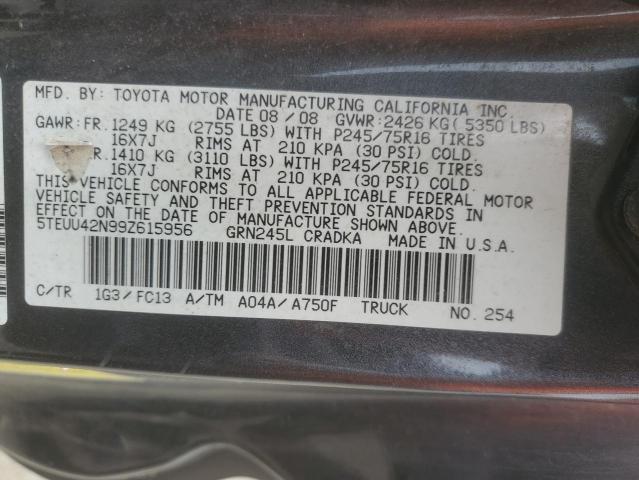 MFD. BY: TOYOTA MOTOR MANUFACTURING CALIFORNIA INC.
DATE 08 / 08 GVWR: 2426 KG ( 5350 LBS)
GAWR: FR. 1249 KG (2755 LBS) WITH P245/75R16 TIRES
16X7J RIMS AT 210 KPA (30 PSI) COLD.
1410 KG (3110 LBS) WITH P245/75R16 TIRES
16X7J RIMS AT 210 KPA (30 PSI) COLD.
THIS VEHICLE CONFORMS TO ALL APPLICABLE FEDERAL MOTOR
VEHICLE SAFETY AND THEFT PREVENTION STANDARDS IN
EFFECT ON THE DATE OF MANUFACTURE SHOWN ABOVE.
5TEUU42N99Z615956 GRN245L CRADKA MADE IN U.S.A.
C/TR 1G3/FC13 A/TM A04A/A750F TRUCK NO. 254